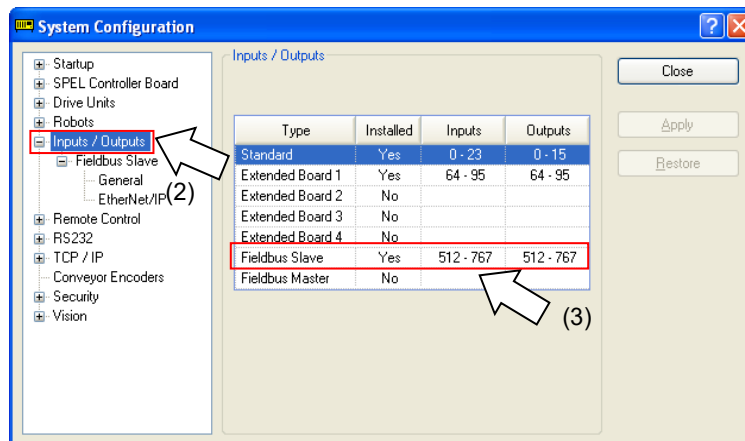 System Configuration
Startup
SPEL Controller Board
Drive Units
Robots
Inputs / Outputs
Fieldbus Slave
General
EtherNet/IP
Remote Control
RS232
TCP / IP
Conveyor Encoders
Security
Vision
(2)
Inputs / Outputs
Type Installed Inputs Outputs
Standard Yes 0 - 23 0 - 15
Extended Board 1 Yes 64 - 95 64 - 95
Extended Board 2 No
Extended Board 3 No
Extended Board 4 No
Fieldbus Slave Yes 512 - 767 512 - 767
Fieldbus Master No
(3)
Close
Apply
Restore